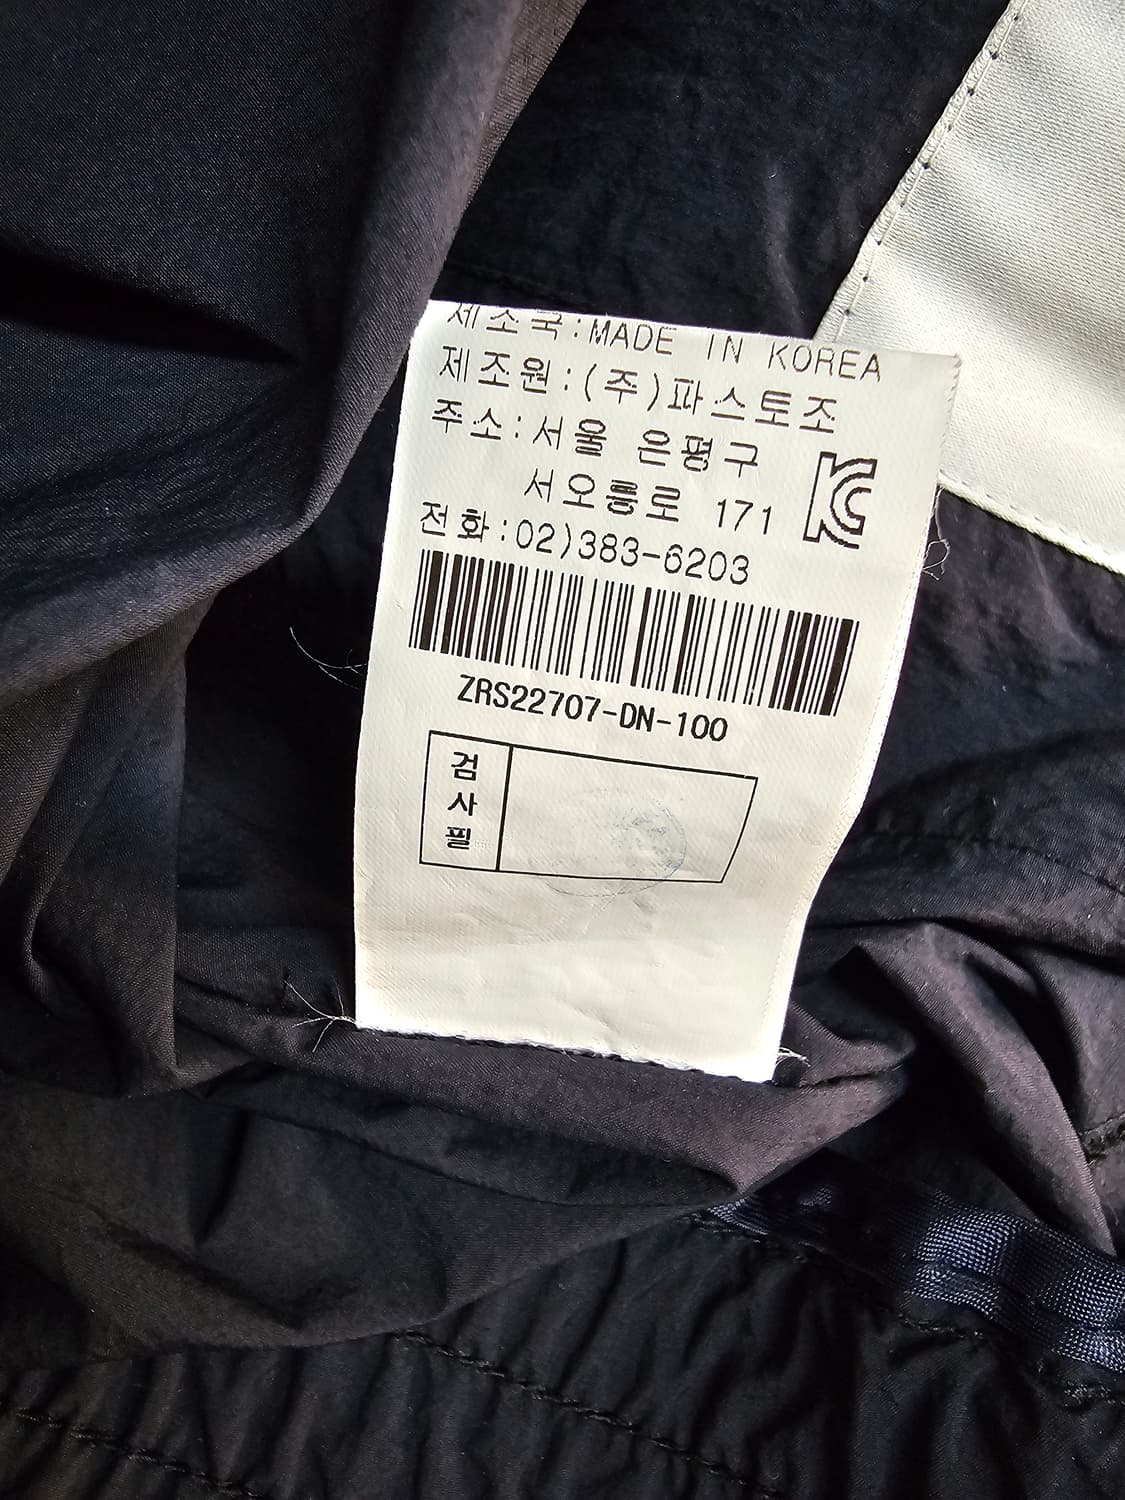 제조국:MADE IN KOREA
제조원:(주)파스토조
주소:서울 은평구
서오릉로 171
KC
전화:02)383-6203
ZRS22707-DN-100
검
사
필